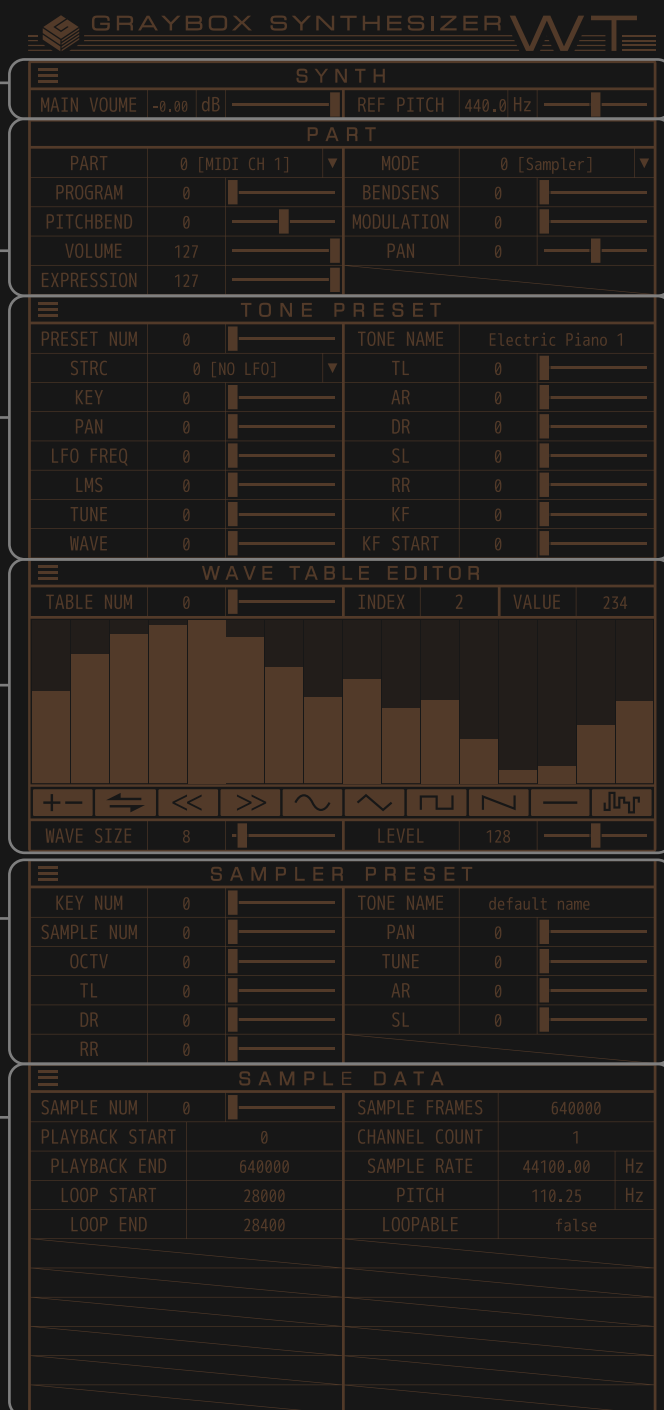 GRAYBOX SYNTHESIZER WT
SYNTH
MAIN VOUME -0.00 dB REF PITCH 440.0 Hz
PART
PART 0 [MIDI CH 1] ▼ MODE 0 [Sampler] ▼
PROGRAM 0 BENDSENS 0
PITCHBEND 0 MODULATION 0
VOLUME 127 PAN 0
EXPRESSION 127
TONE PRESET
PRESET NUM 0 TONE NAME Electric Piano 1
STRC 0 [NO LFO] ▼ TL 0
KEY 0 AR 0
PAN 0 DR 0
LFO FREQ 0 SL 0
LMS 0 RR 0
TUNE 0 KF 0
WAVE 0 KF START 0
WAVE TABLE EDITOR
TABLE NUM 0 INDEX 2 VALUE 234
+− << >>
WAVE SIZE 8 LEVEL 128
SAMPLER PRESET
KEY NUM 0 TONE NAME default name
SAMPLE NUM 0 PAN 0
OCTV 0 TUNE 0
TL 0 AR 0
DR 0 SL 0
RR 0
SAMPLE DATA
SAMPLE NUM 0 SAMPLE FRAMES 640000
PLAYBACK START 0 CHANNEL COUNT 1
PLAYBACK END 640000 SAMPLE RATE 44100.00 Hz
LOOP START 28000 PITCH 110.25 Hz
LOOP END 28400 LOOPABLE false